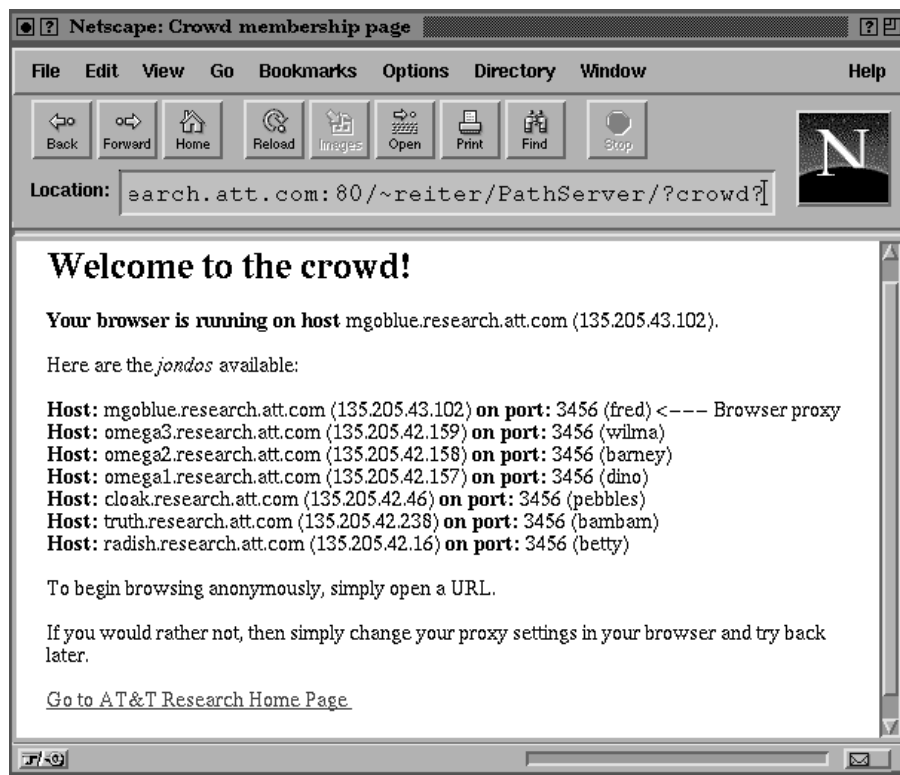 Netscape: Crowd membership page
File Edit View Go Bookmarks Options Directory Window Help
Back Forward Home Reload Images Open Print Find Stop
N
Location: earch.att.com:80/~reiter/PathServer/?crowd?
Welcome to the crowd!
Your browser is running on host mgoblue.research.att.com (135.205.43.102).
Here are the jondos available:
Host: mgoblue.research.att.com (135.205.43.102) on port: 3456 (fred) <--- Browser proxy
Host: omega3.research.att.com (135.205.42.159) on port: 3456 (wilma)
Host: omega2.research.att.com (135.205.42.158) on port: 3456 (barney)
Host: omega1.research.att.com (135.205.42.157) on port: 3456 (dino)
Host: cloak.research.att.com (135.205.42.46) on port: 3456 (pebbles)
Host: truth.research.att.com (135.205.42.238) on port: 3456 (bambam)
Host: radish.research.att.com (135.205.42.16) on port: 3456 (betty)
To begin browsing anonymously, simply open a URL.
If you would rather not, then simply change your proxy settings in your browser and try back
later.
Go to AT&T Research Home Page